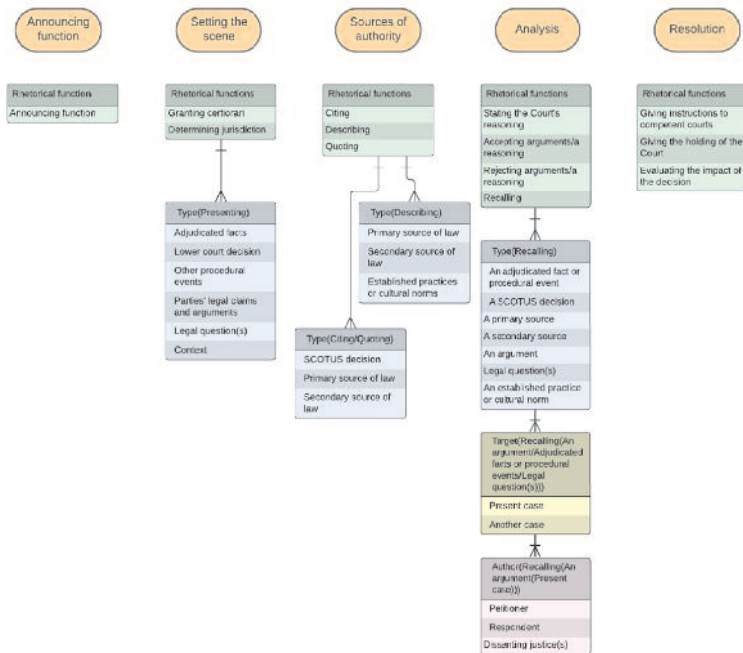 Announcing
function
Setting the
scene
Sources of
authority
Analysis
Resolution
Rhetorical function
Announcing function
Rhetorical functions
Granting certiorari
Determining jurisdiction
Type(Presenting)
Adjudicated facts
Lower court decision
Other procedural
events
Parties' legal claims
and arguments
Legal question(s)
Context
Rhetorical functions
Citing
Describing
Quoting
Type(Describing)
Primary source of law
Secondary source of
law
Established practices
or cultural norms
Type(Citing/Quoting)
SCOTUS decision
Primary source of law
Secondary source of
law
Rhetorical functions
Stating the Court's
reasoning
Accepting arguments/a
reasoning
Rejecting arguments/a
reasoning
Recalling
Type(Recalling)
An adjudicated fact or
procedural event
A SCOTUS decision
A primary source
A secondary source
An argument
Legal question(s)
An established practice
or cultural norm
Target(Recalling(An
argument/Adjudicated
facts or procedural
events/Legal
question(s)))
Present case
Another case
Author(Recalling(An
argument(Present
case)))
Petitioner
Respondent
Dissenting justice(s)
Rhetorical functions
Giving instructions to
competent courts
Giving the holding of the
Court
Evaluating the impact of
the decision